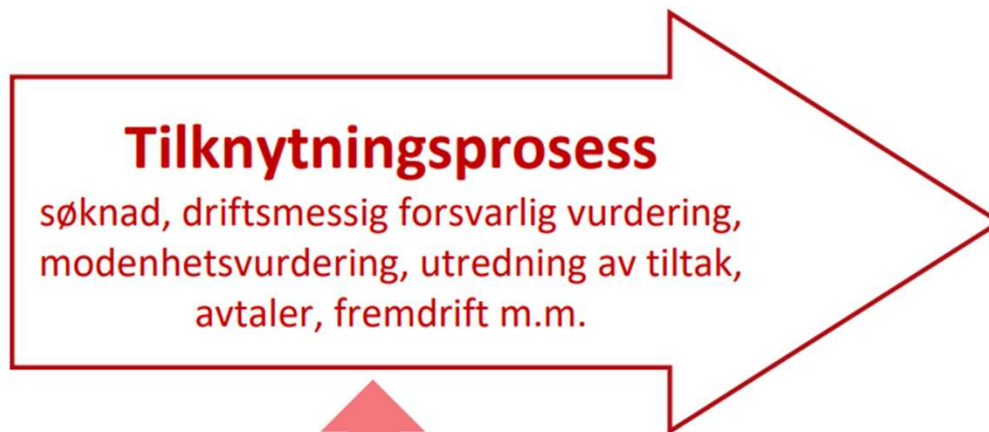 Tilknytningsprosess
søknad, driftsmessig forsvarlig vurdering,
modenhetsvurdering, utredning av tiltak,
avtaler, fremdrift m.m.